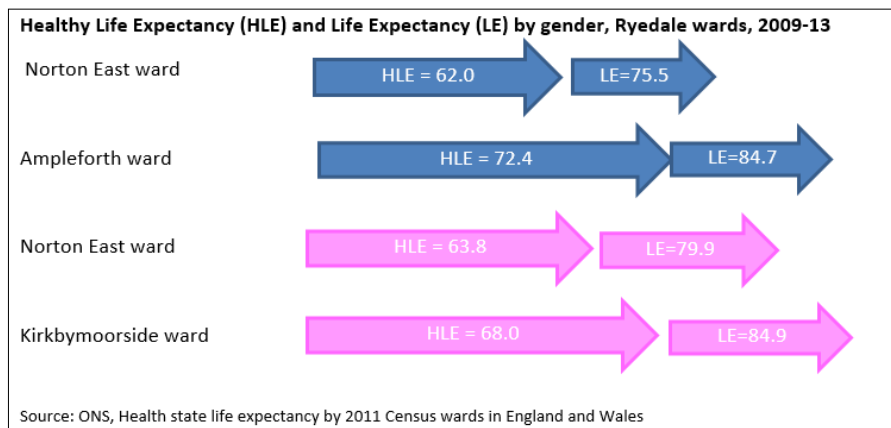 Healthy Life Expectancy (HLE) and Life Expectancy (LE) by gender, Ryedale wards, 2009-13
Norton East ward HLE = 62.0 LE=75.5
Ampleforth ward HLE = 72.4 LE=84.7
Norton East ward HLE = 63.8 LE=79.9
Kirkbymoorside ward HLE = 68.0 LE=84.9
Source: ONS, Health state life expectancy by 2011 Census wards in England and Wales